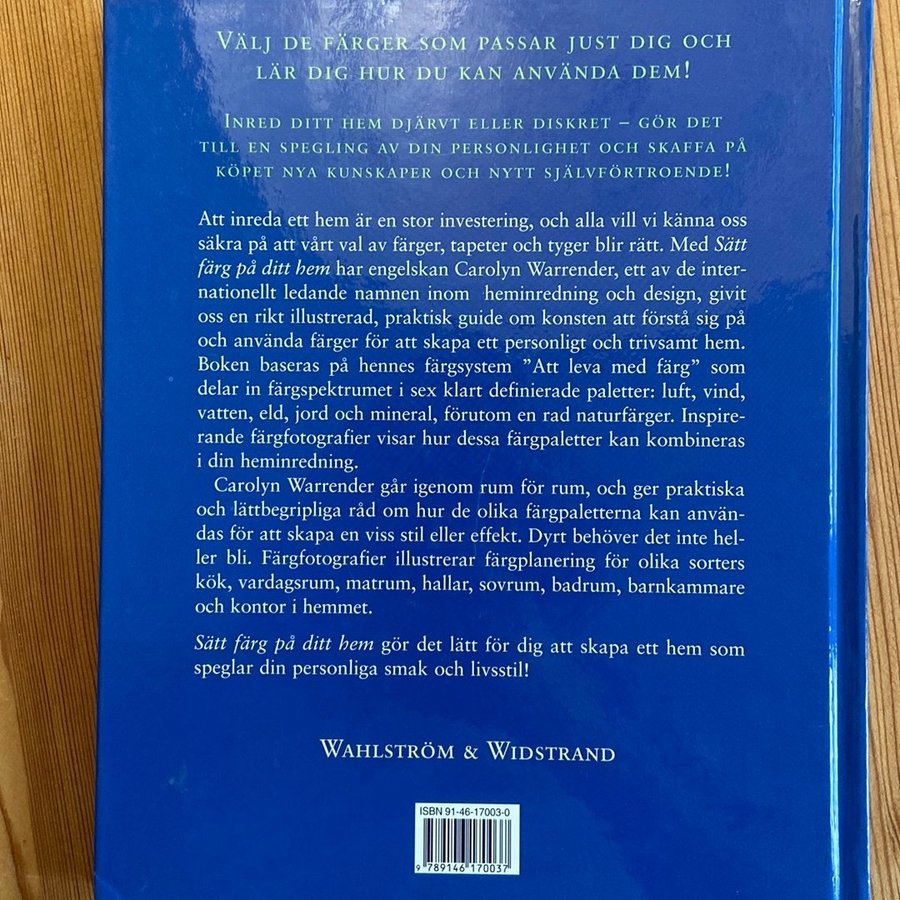 VÄLJ DE FÄRGER SOM PASSAR JUST DIG OCH
LÄR DIG HUR DU KAN ANVÄNDA DEM!
INRED DITT HEM DJÄRVT ELLER DISKRET – GÖR DET
TILL EN SPEGLING AV DIN PERSONLIGHET OCH SKAFFA PÅ
KÖPET NYA KUNSKAPER OCH NYTT SJÄLVFÖRTROENDE!
Att inreda ett hem är en stor investering, och alla vill vi känna oss
säkra på att vårt val av färger, tapeter och tyger blir rätt. Med Sätt
färg på ditt hem har engelskan Carolyn Warrender, ett av de inter-
nationellt ledande namnen inom heminredning och design, givit
oss en rikt illustrerad, praktisk guide om konsten att förstå sig på
och använda färger för att skapa ett personligt och trivsamt hem.
Boken baseras på hennes färgsystem ”Att leva med färg” som
delar in färgspektrumet i sex klart definierade paletter: luft, vind,
vatten, eld, jord och mineral, förutom en rad naturfärger. Inspire-
rande färgfotografier visar hur dessa färgpaletter kan kombineras
i din heminredning.
Carolyn Warrender går igenom rum för rum, och ger praktiska
och lättbegripliga råd om hur de olika färgpaletterna kan använ-
das för att skapa en viss stil eller effekt. Dyrt behöver det inte hel-
ler bli. Färgfotografier illustrerar färgplanering för olika sorters
kök, vardagsrum, matrum, hallar, sovrum, badrum, barnkammare
och kontor i hemmet.
Sätt färg på ditt hem gör det lätt för dig att skapa ett hem som
speglar din personliga smak och livsstil!
WAHLSTRÖM & WIDSTRAND
ISBN 91-46-17003-0
9 789146 170037